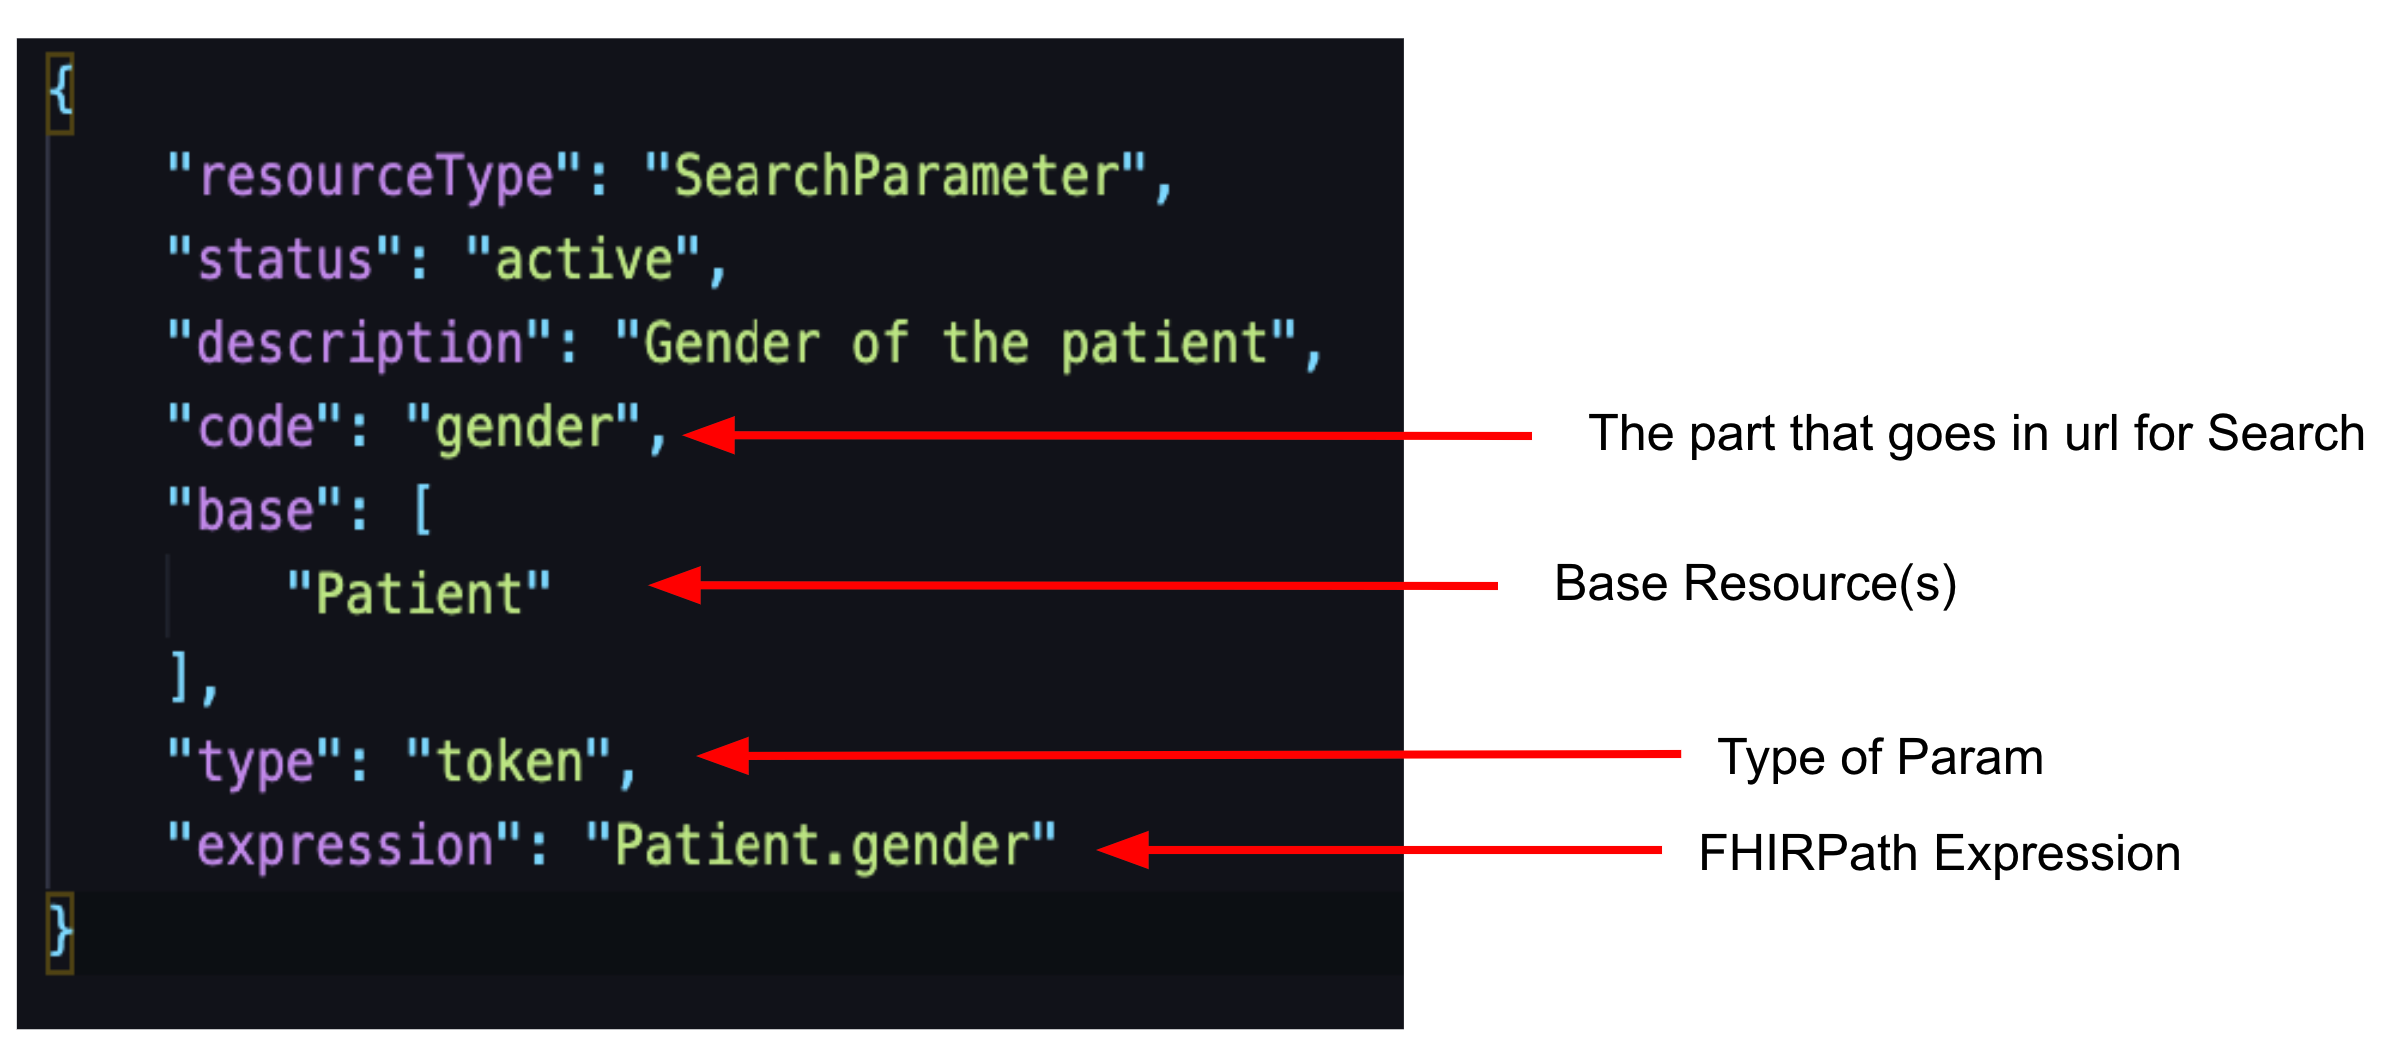 {
"resourceType": "SearchParameter",
"status": "active",
"description": "Gender of the patient",
"code": "gender",
The part that goes in url for Search
"base": [
"Patient"
Base Resource(s)
],
"type": "token",
Type of Param
"expression": "Patient.gender"
FHIRPath Expression
}